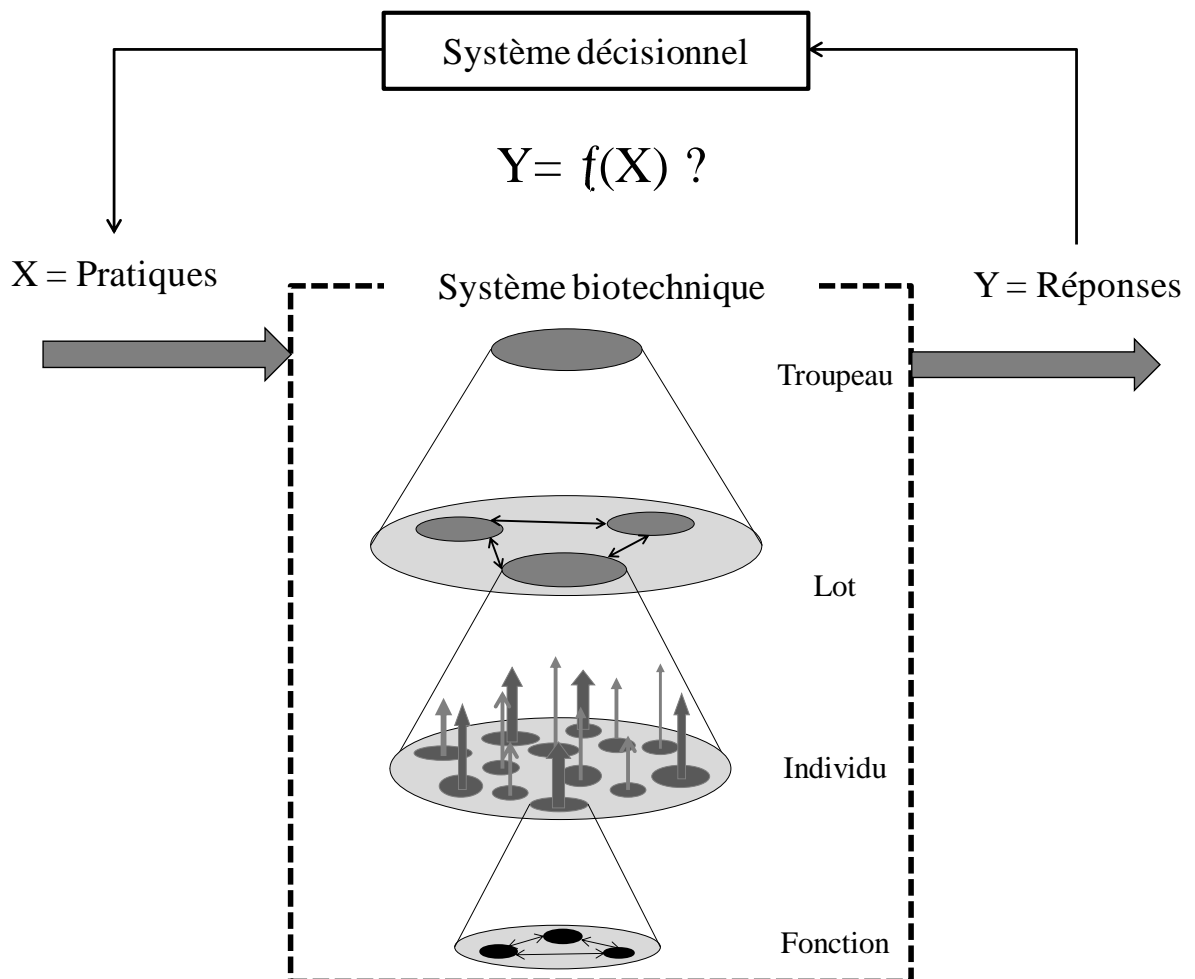 Système décisionnel
Y= f(X) ?
X = Pratiques
Système biotechnique
Y = Réponses
Troupeau
Lot
Individu
Fonction